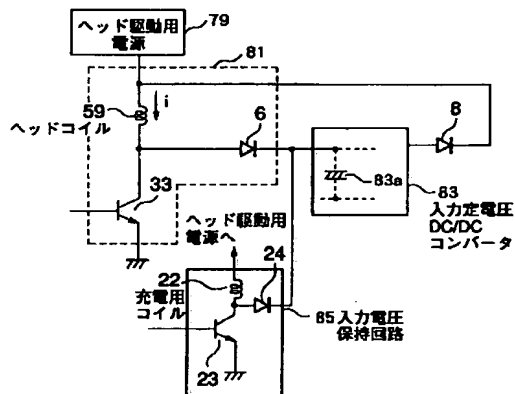 ヘッド駆動用
電源
79
81
59
i
ヘッドコイル
6
8
33
83a
83
入力定電圧
DC/DC
コンバータ
ヘッド駆動用
電源へ
24
22
充電用
コイル
85 入力電圧
保持回路
23